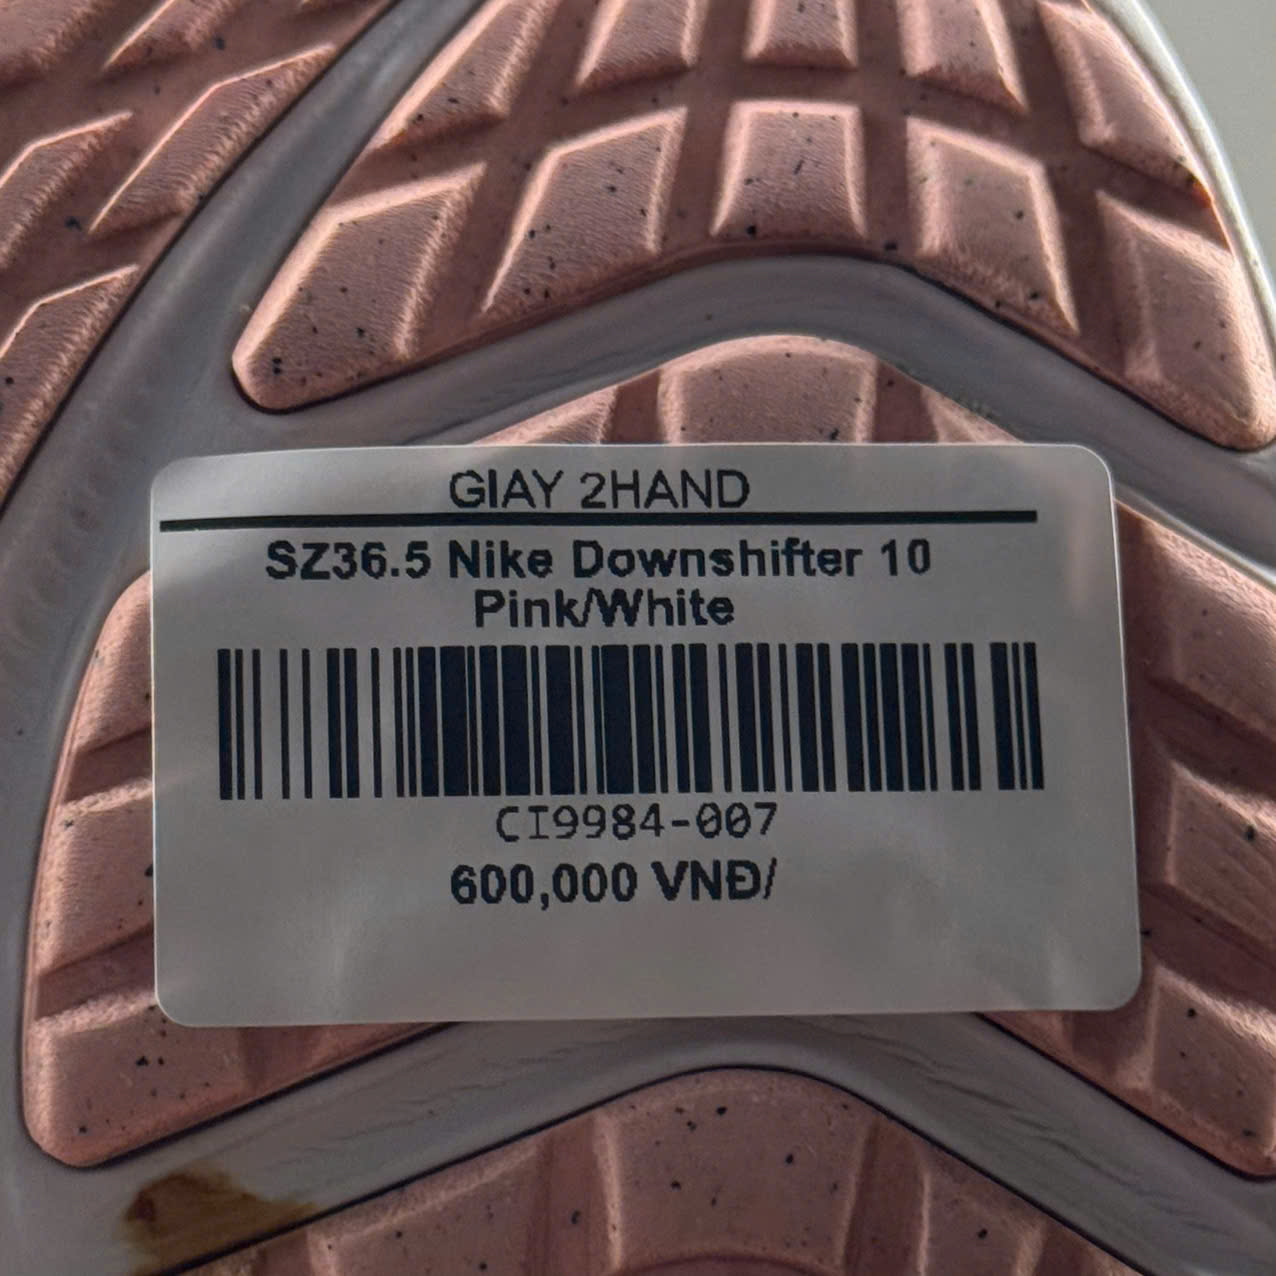 GIAY 2HAND
SZ36.5 Nike Downshifter 10
Pink/White
CI9984-007
600,000 VNĐ/